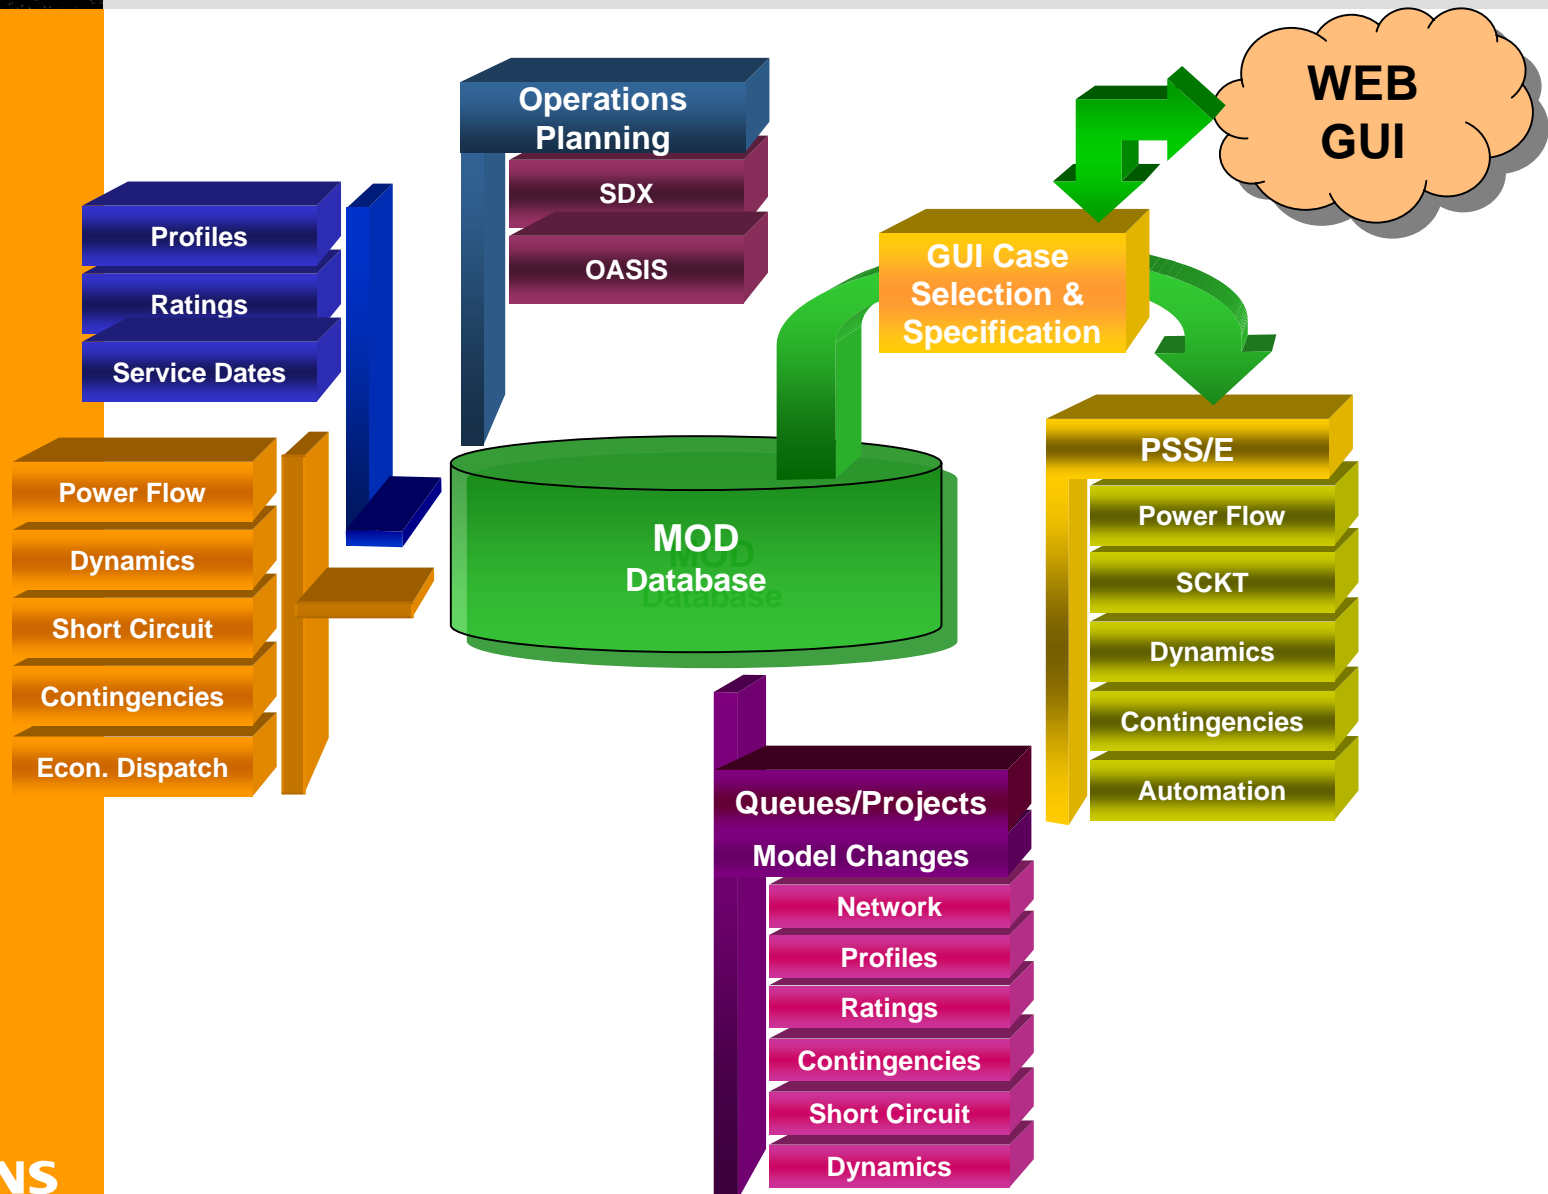 WEB
GUI
Operations
Planning
SDX
OASIS
Profiles
Ratings
Service Dates
GUI Case
Selection &
Specification
Power Flow
Dynamics
Short Circuit
Contingencies
Econ. Dispatch
MOD
Database
PSS/E
Power Flow
SCKT
Dynamics
Contingencies
Automation
Queues/Projects
Model Changes
Network
Profiles
Ratings
Contingencies
Short Circuit
Dynamics
NS